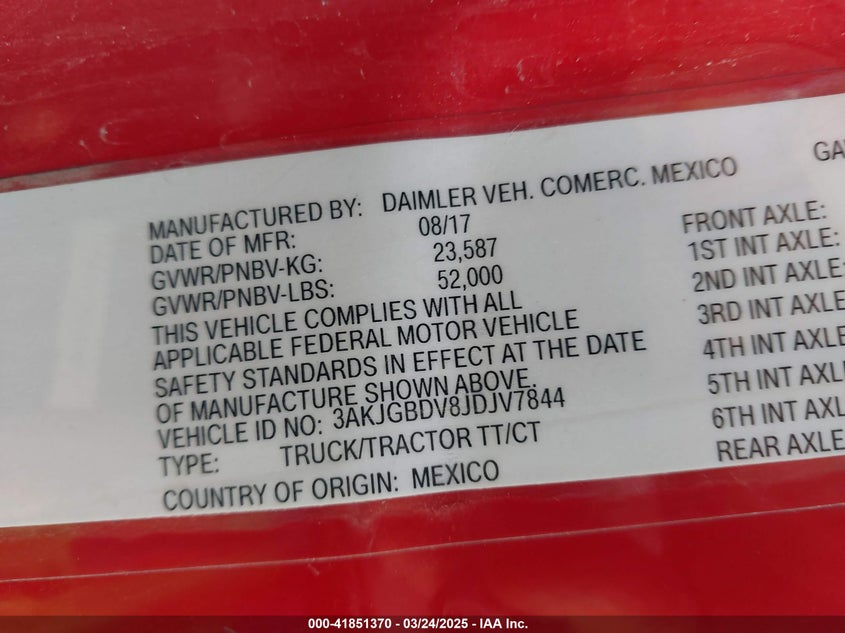 MANUFACTURED BY: DAIMLER VEH. COMERC. MEXICO
DATE OF MFR: 08/17
GVWR/PNBV-KG: 23,587
GVWR/PNBV-LBS: 52,000
THIS VEHICLE COMPLIES WITH ALL
APPLICABLE FEDERAL MOTOR VEHICLE
SAFETY STANDARDS IN EFFECT AT THE DATE
OF MANUFACTURE SHOWN ABOVE.
VEHICLE ID NO: 3AKJGBDV8JDJV7844
TYPE: TRUCK/TRACTOR TT/CT
COUNTRY OF ORIGIN: MEXICO
GA
FRONT AXLE:
1ST INT AXLE:
2ND INT AXLE:
3RD INT AXLE
4TH INT AXLE
5TH INT AXLE
6TH INT AXLE
REAR AXLE
000-41851370 — 03/24/2025 — IAA Inc.